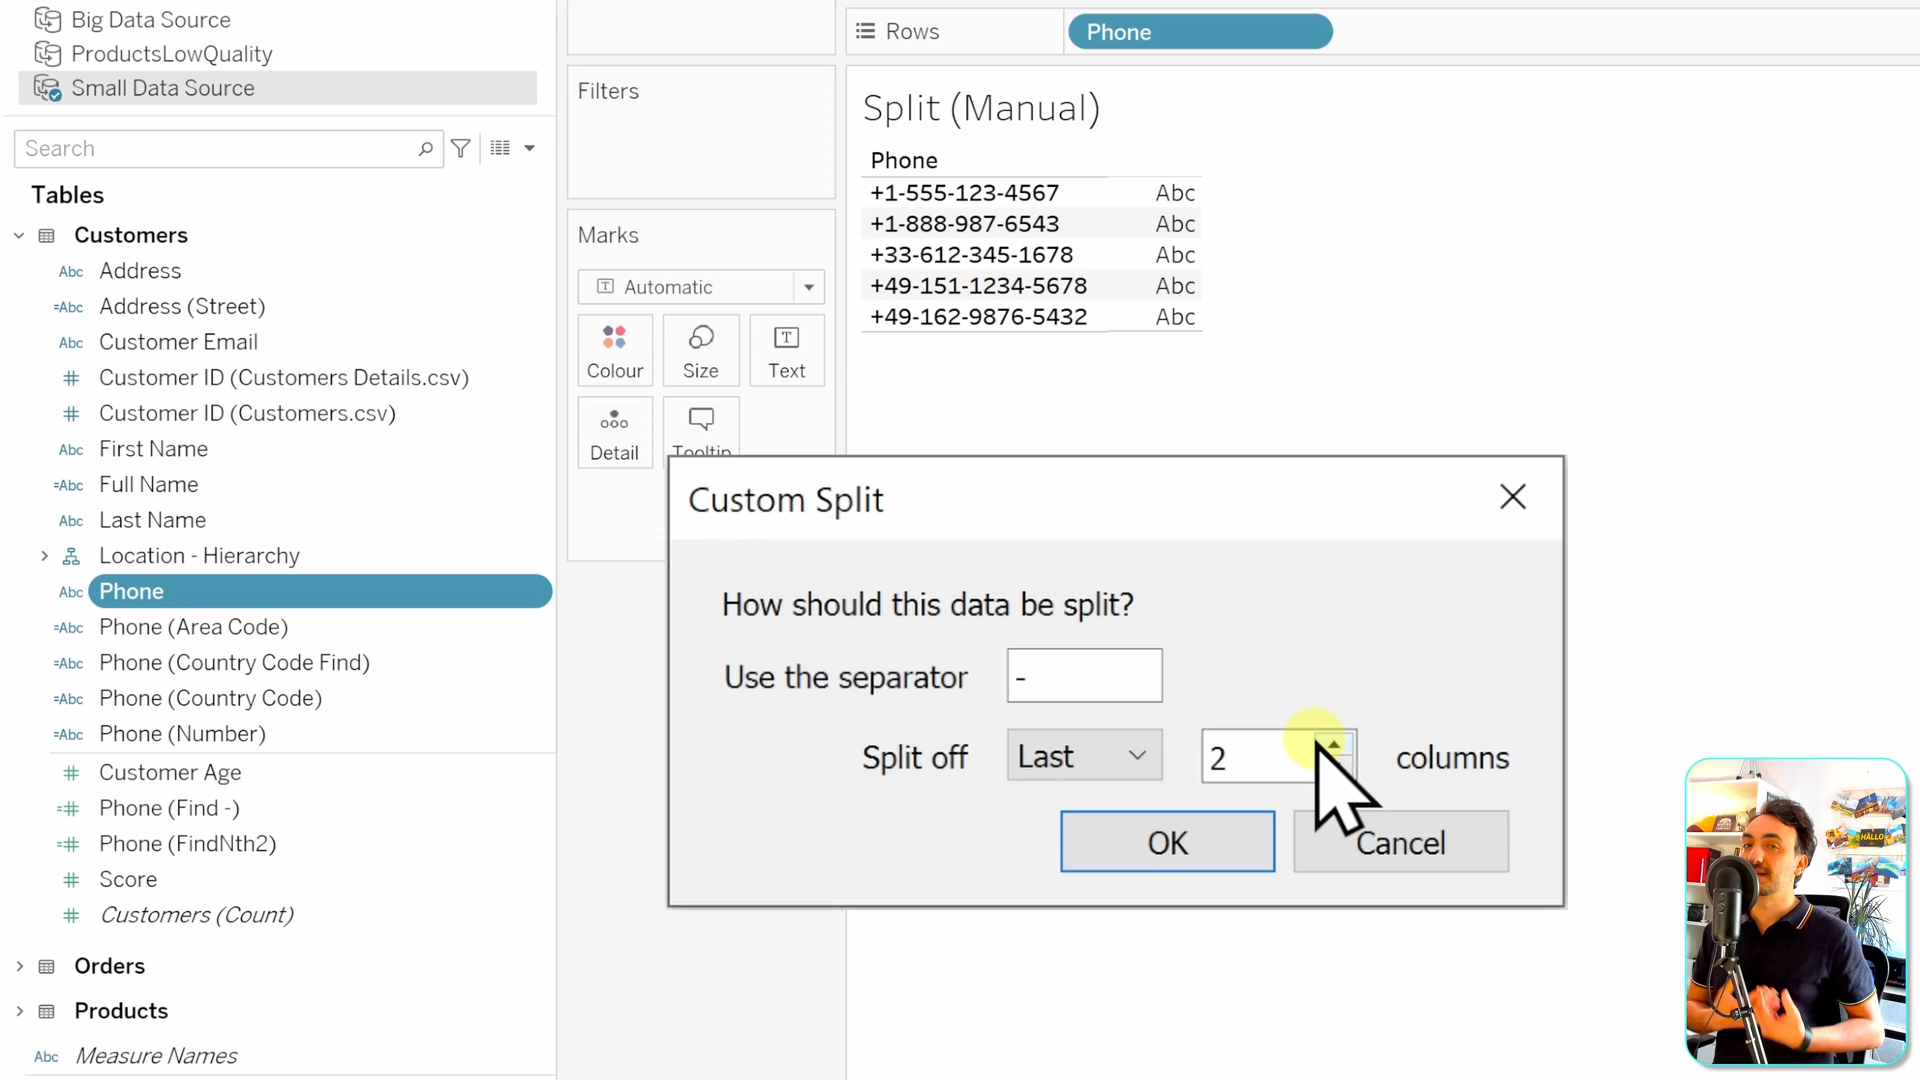 Big Data Source
ProductsLowQuality
Small Data Source
Search
Tables
Customers
Abc Address
=Abc Address (Street)
Abc Customer Email
# Customer ID (Customers Details.csv)
# Customer ID (Customers.csv)
Abc First Name
=Abc Full Name
Abc Last Name
Location - Hierarchy
Abc Phone
=Abc Phone (Area Code)
=Abc Phone (Country Code Find)
=Abc Phone (Country Code)
=Abc Phone (Number)
# Customer Age
=# Phone (Find -)
=# Phone (FindNth2)
# Score
# Customers (Count)
Orders
Products
Abc Measure Names
Filters
Marks
T Automatic
Colour
Size
T Text
Detail
Tooltip
Rows
Phone
Split (Manual)
Phone
+1-555-123-4567 Abc
+1-888-987-6543 Abc
+33-612-345-1678 Abc
+49-151-1234-5678 Abc
+49-162-9876-5432 Abc
Custom Split
How should this data be split?
Use the separator -
Split off Last 2 columns
OK
Cancel
HALLO